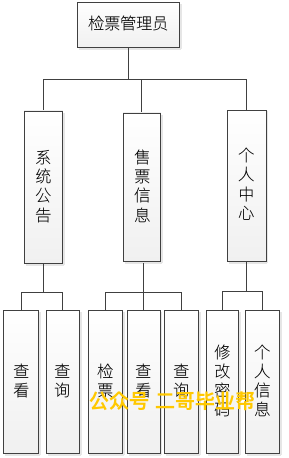 检票管理员
系统公告
售票信息
个人中心
查看
查询
检票
查看
查询
修改密码
个人信息
公众号 二哥毕业帮